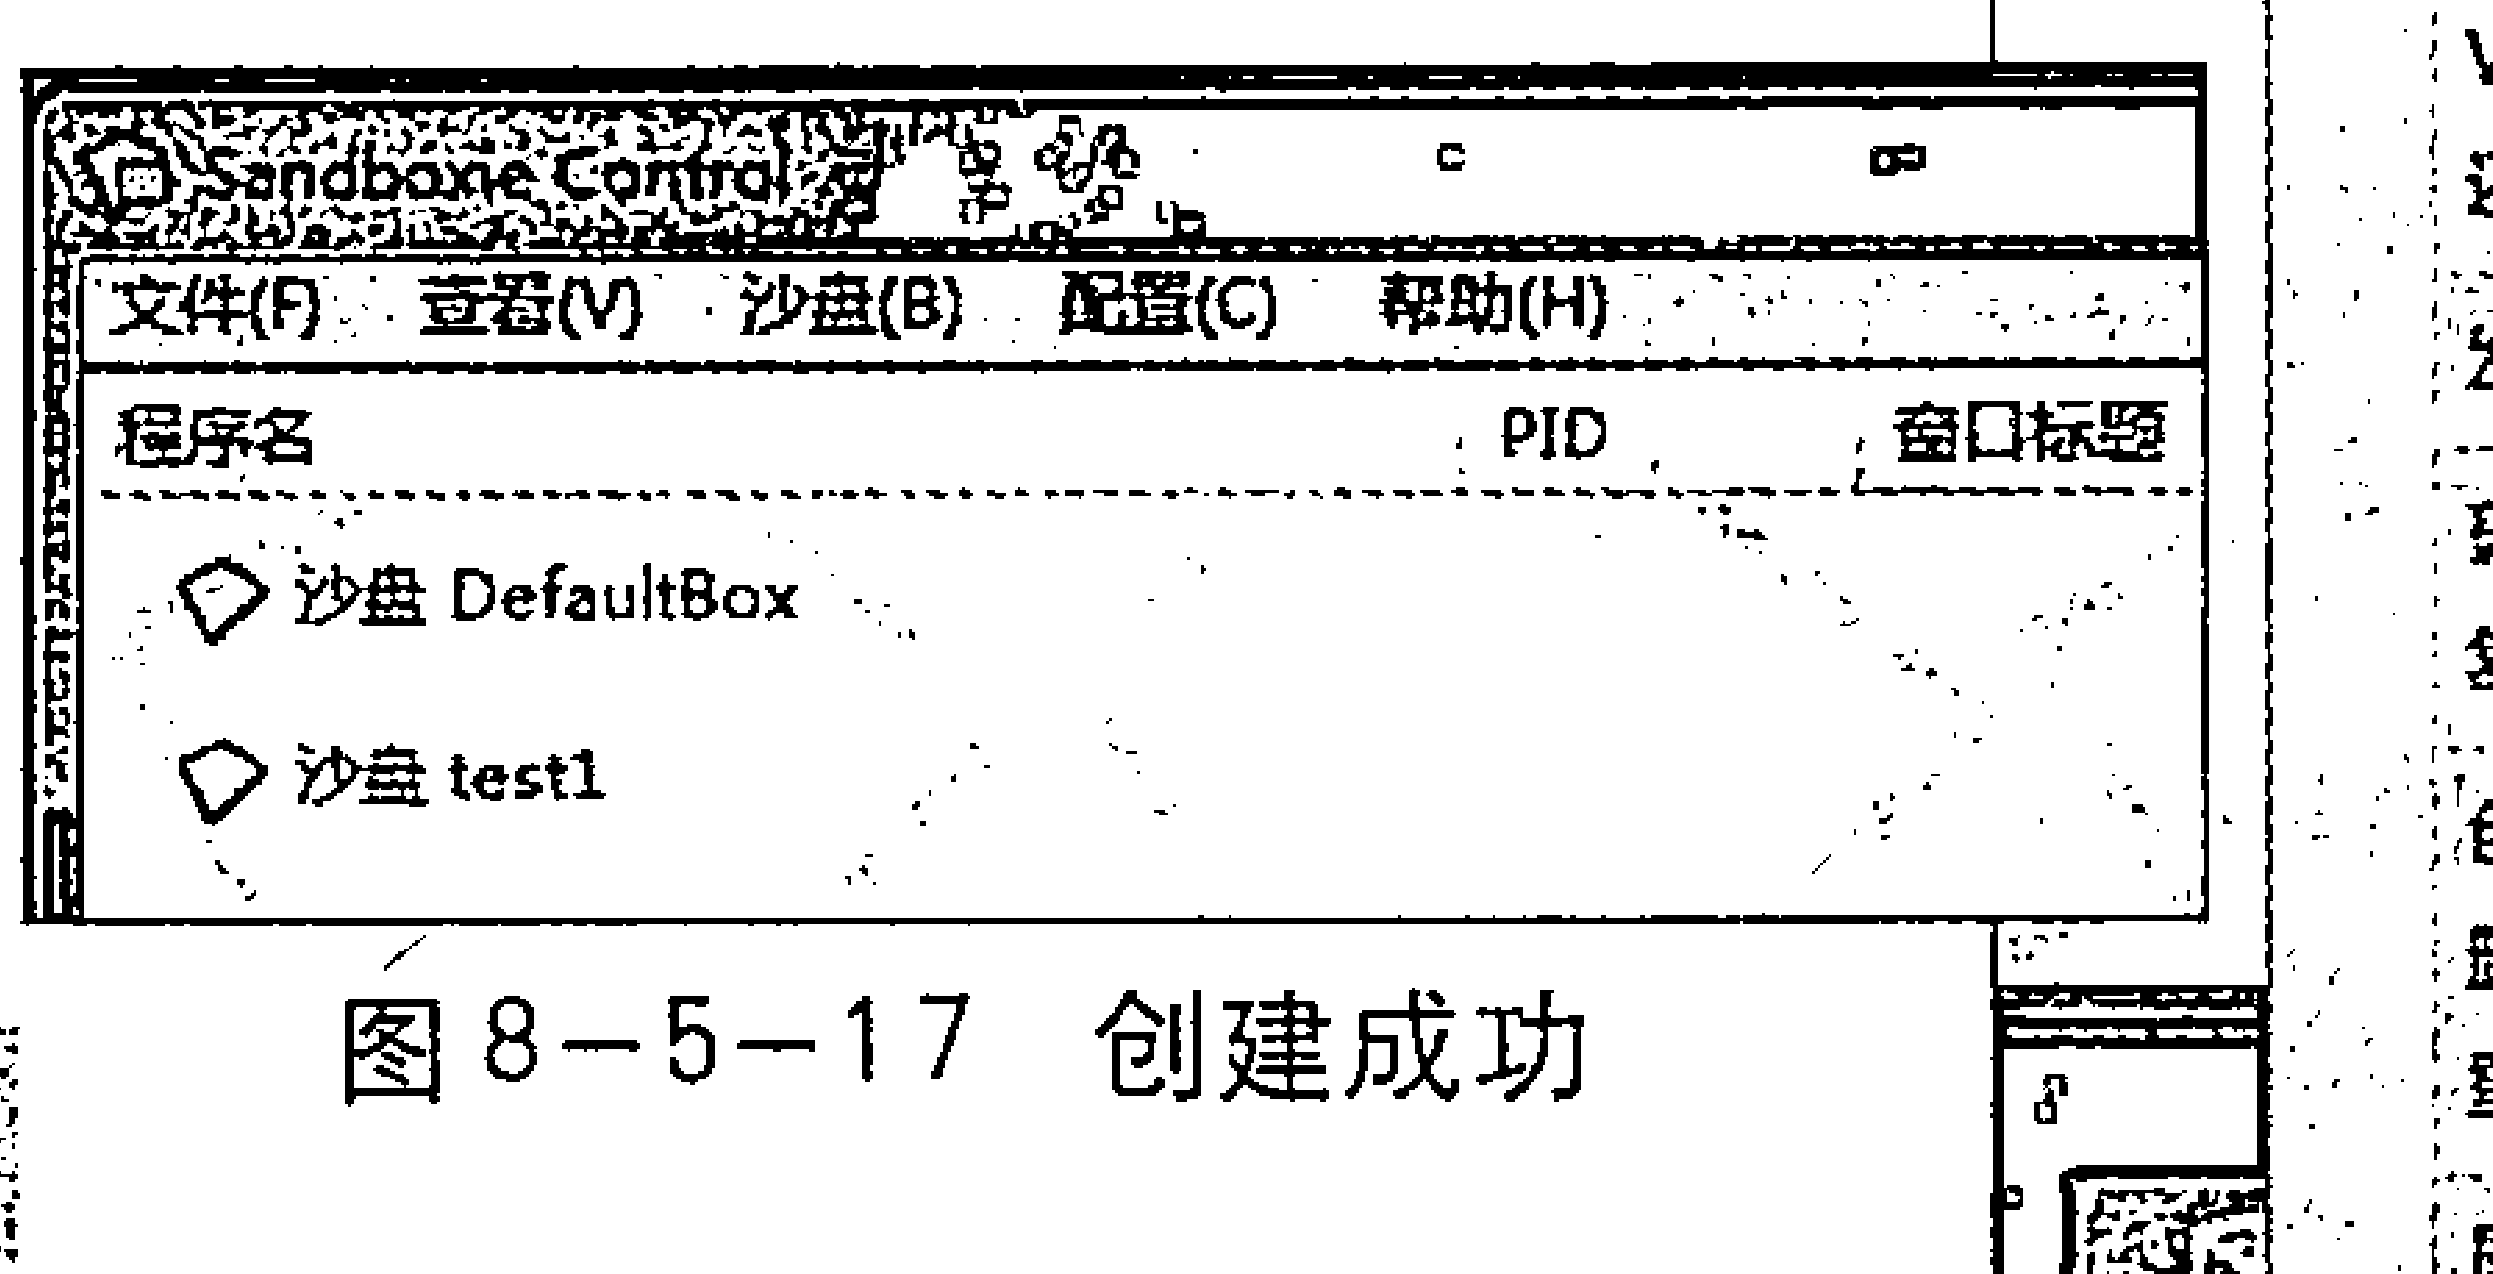 Sandboxie Control
文件(F) 查看(V) 沙盘(B) 配置(C) 帮助(H)
程序名 PID 窗口标题
沙盘 DefaultBox
沙盘 test1
图 8-5-17 创建成功